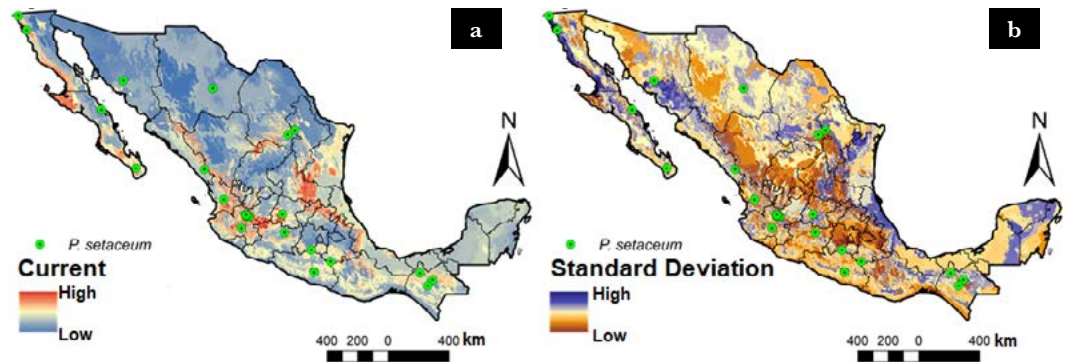 a
N
P. setaceum
Current
High
Low
400 200 0 400 km
b
N
P. setaceum
Standard Deviation
High
Low
400 200 0 400 km